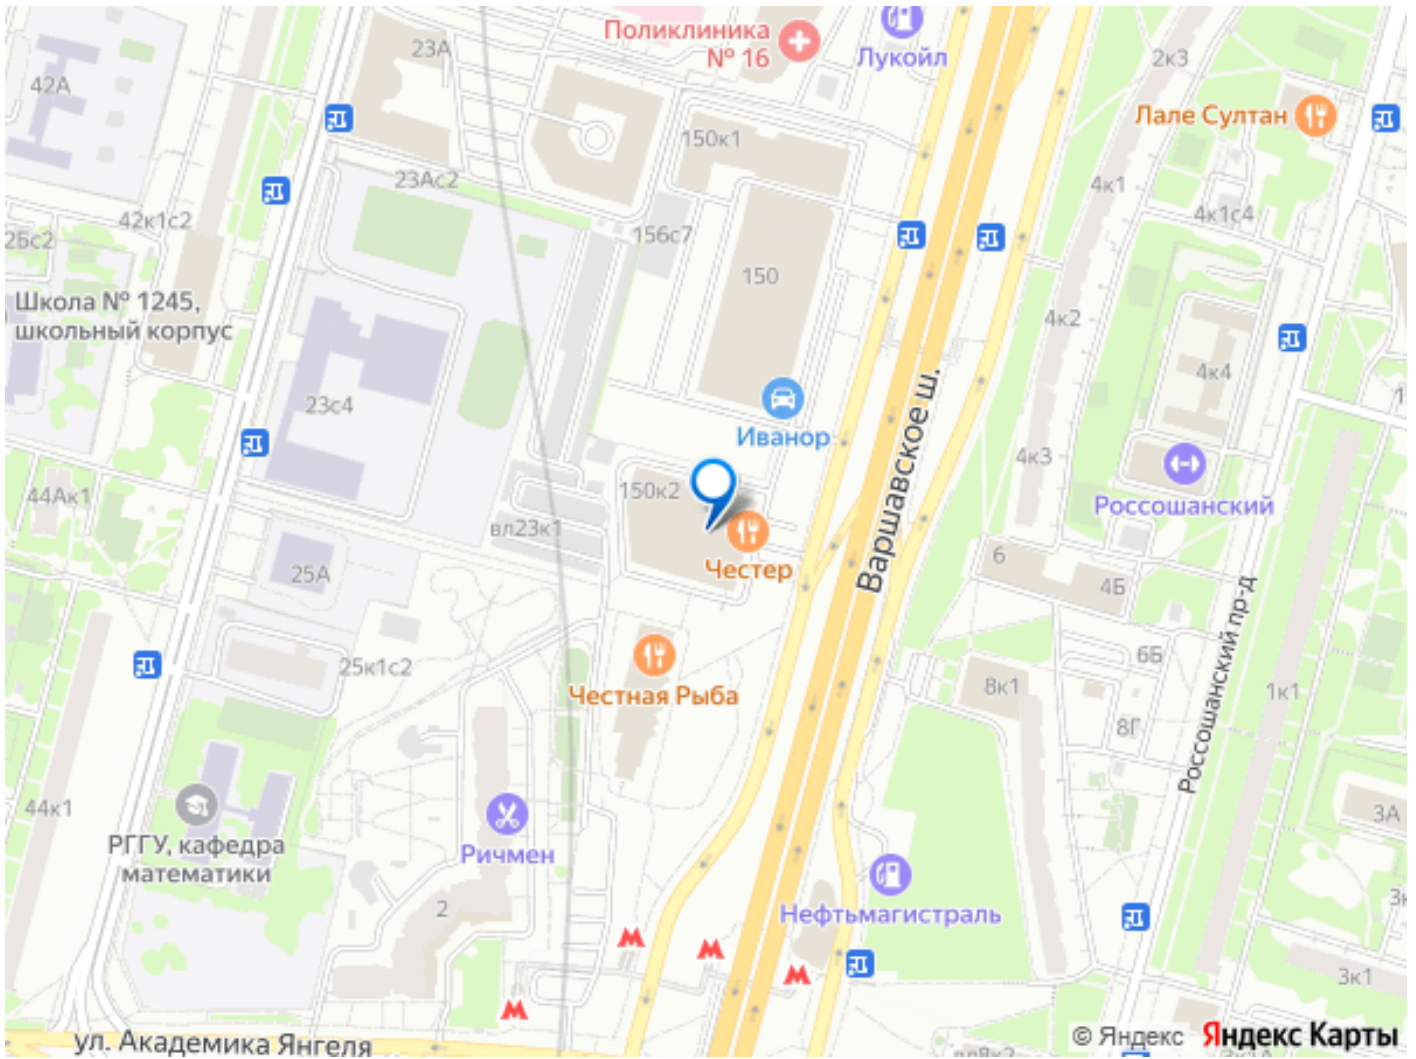 Поликлиника
№ 16
23А
Лукойл
2к3
42А
Лале Султан
150к1
23Ас2
4к1
4к1с4
42к1с2
156с7
150
Школа № 1245,
школьный корпус
4к2
4к4
23с4
Иванор
Варшавское ш.
4к3
44Ак1
150к2
Россошанский
вл23к1
Честер
6
4Б
25А
Россошанский пр-д
6Б
25к1с2
Честная Рыба
8к1
1к1
8Г
44к1
3А
РГГУ, кафедра
математики
Ричмен
2
Нефтьмагистраль
3к1
ул. Академика Янгеля
© Яндекс Яндекс Карты